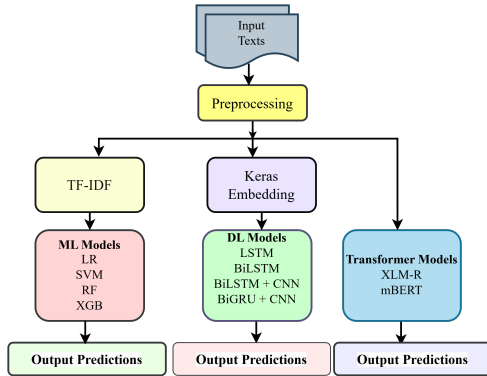 Input
Texts
Preprocessing
TF-IDF
Keras
Embedding
ML Models
LR
SVM
RF
XGB
DL Models
LSTM
BiLSTM
BiLSTM + CNN
BiGRU + CNN
Transformer Models
XLM-R
mBERT
Output Predictions
Output Predictions
Output Predictions